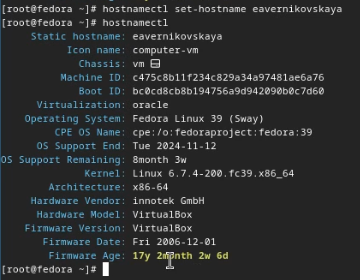 [root@fedora ~]# hostnamectl set-hostname eavernikovskaya
[root@fedora ~]# hostnamectl
Static hostname: eavernikovskaya
Icon name: computer-vm
Chassis: vm
Machine ID: c475c8b11f234c829a34a97481ae6a76
Boot ID: bc0cd8cb8b194756a9d942090b0c7d60
Virtualization: oracle
Operating System: Fedora Linux 39 (Sway)
CPE OS Name: cpe:/o:fedoraproject:fedora:39
OS Support End: Tue 2024-11-12
OS Support Remaining: 8month 3w
Kernel: Linux 6.7.4-200.fc39.x86_64
Architecture: x86-64
Hardware Vendor: innotek GmbH
Hardware Model: VirtualBox
Firmware Version: VirtualBox
Firmware Date: Fri 2006-12-01
Firmware Age: 17y 2month 2w 6d
[root@fedora ~]#